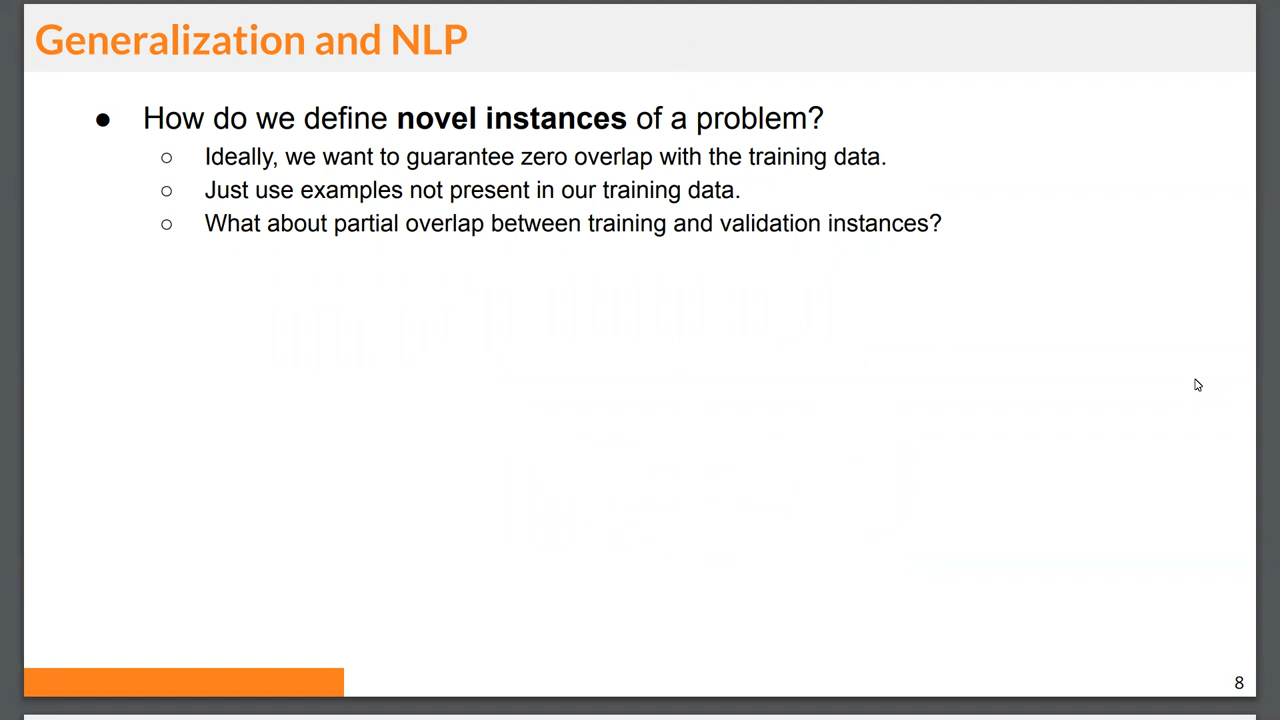 Generalization and NLP
● How do we define novel instances of a problem?
○ Ideally, we want to guarantee zero overlap with the training data.
○ Just use examples not present in our training data.
○ What about partial overlap between training and validation instances?
8